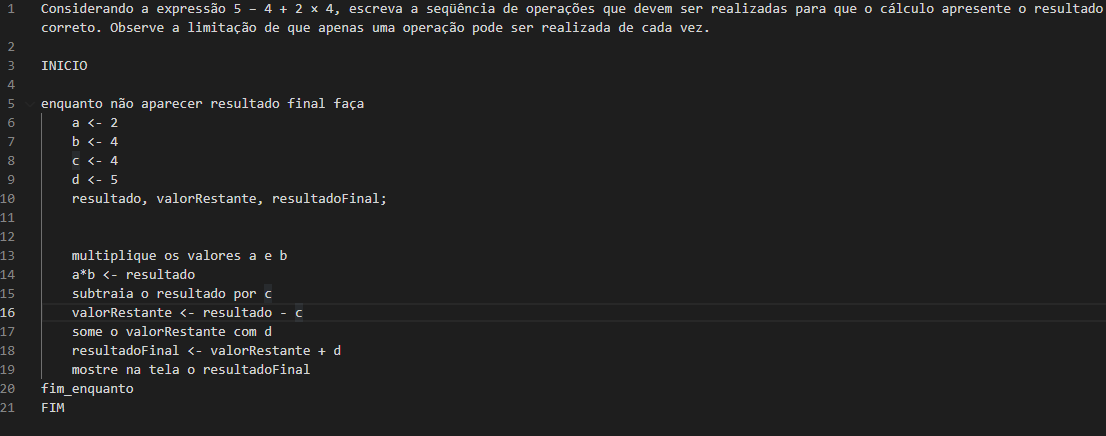 1 Considerando a expressão 5 – 4 + 2 x 4, escreva a seqüência de operações que devem ser realizadas para que o cálculo apresente o resultado
correto. Observe a limitação de que apenas uma operação pode ser realizada de cada vez.
2
3 INICIO
4
5 enquanto não aparecer resultado final faça
6 a <- 2
7 b <- 4
8 c <- 4
9 d <- 5
10 resultado, valorRestante, resultadoFinal;
11
12
13 multiplique os valores a e b
14 a*b <- resultado
15 subtraia o resultado por c
16 valorRestante <- resultado - c
17 some o valorRestante com d
18 resultadoFinal <- valorRestante + d
19 mostre na tela o resultadoFinal
20 fim_enquanto
21 FIM